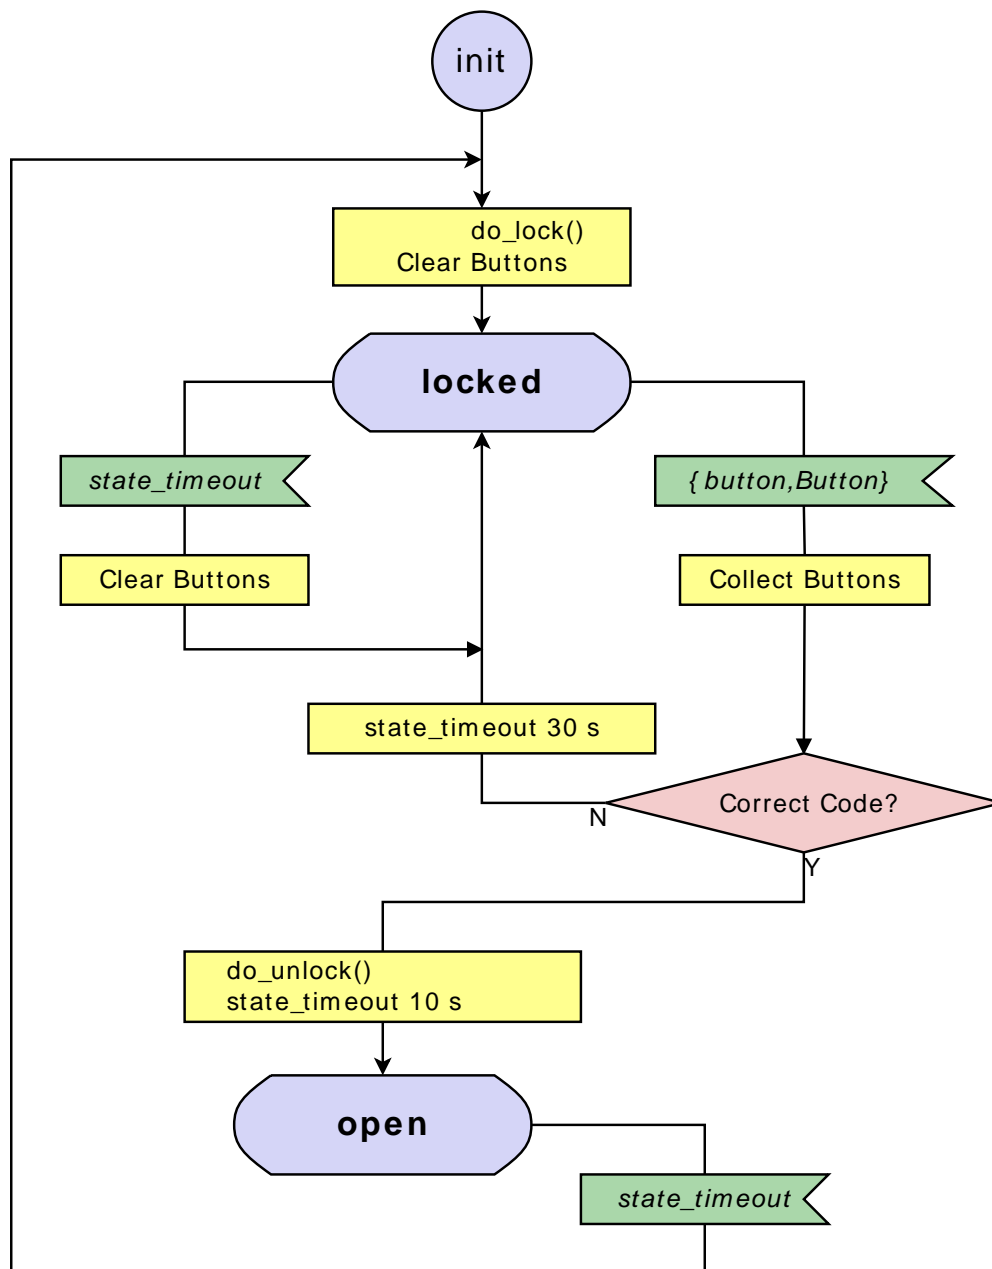 init
do_lock()
Clear Buttons
locked
state_timeout
{button,Button}
Clear Buttons
Collect Buttons
state_timeout 30 s
Correct Code?
N
Y
do_unlock()
state_timeout 10 s
open
state_timeout